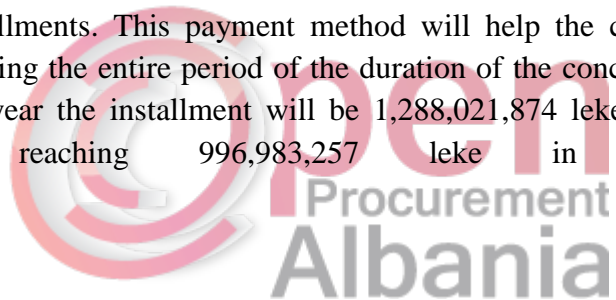 llments. This payment method will help the c
ing the entire period of the duration of the conc
year the installment will be 1,288,021,874 leke
reaching 996,983,257 leke in
Open
Procurement
Albania